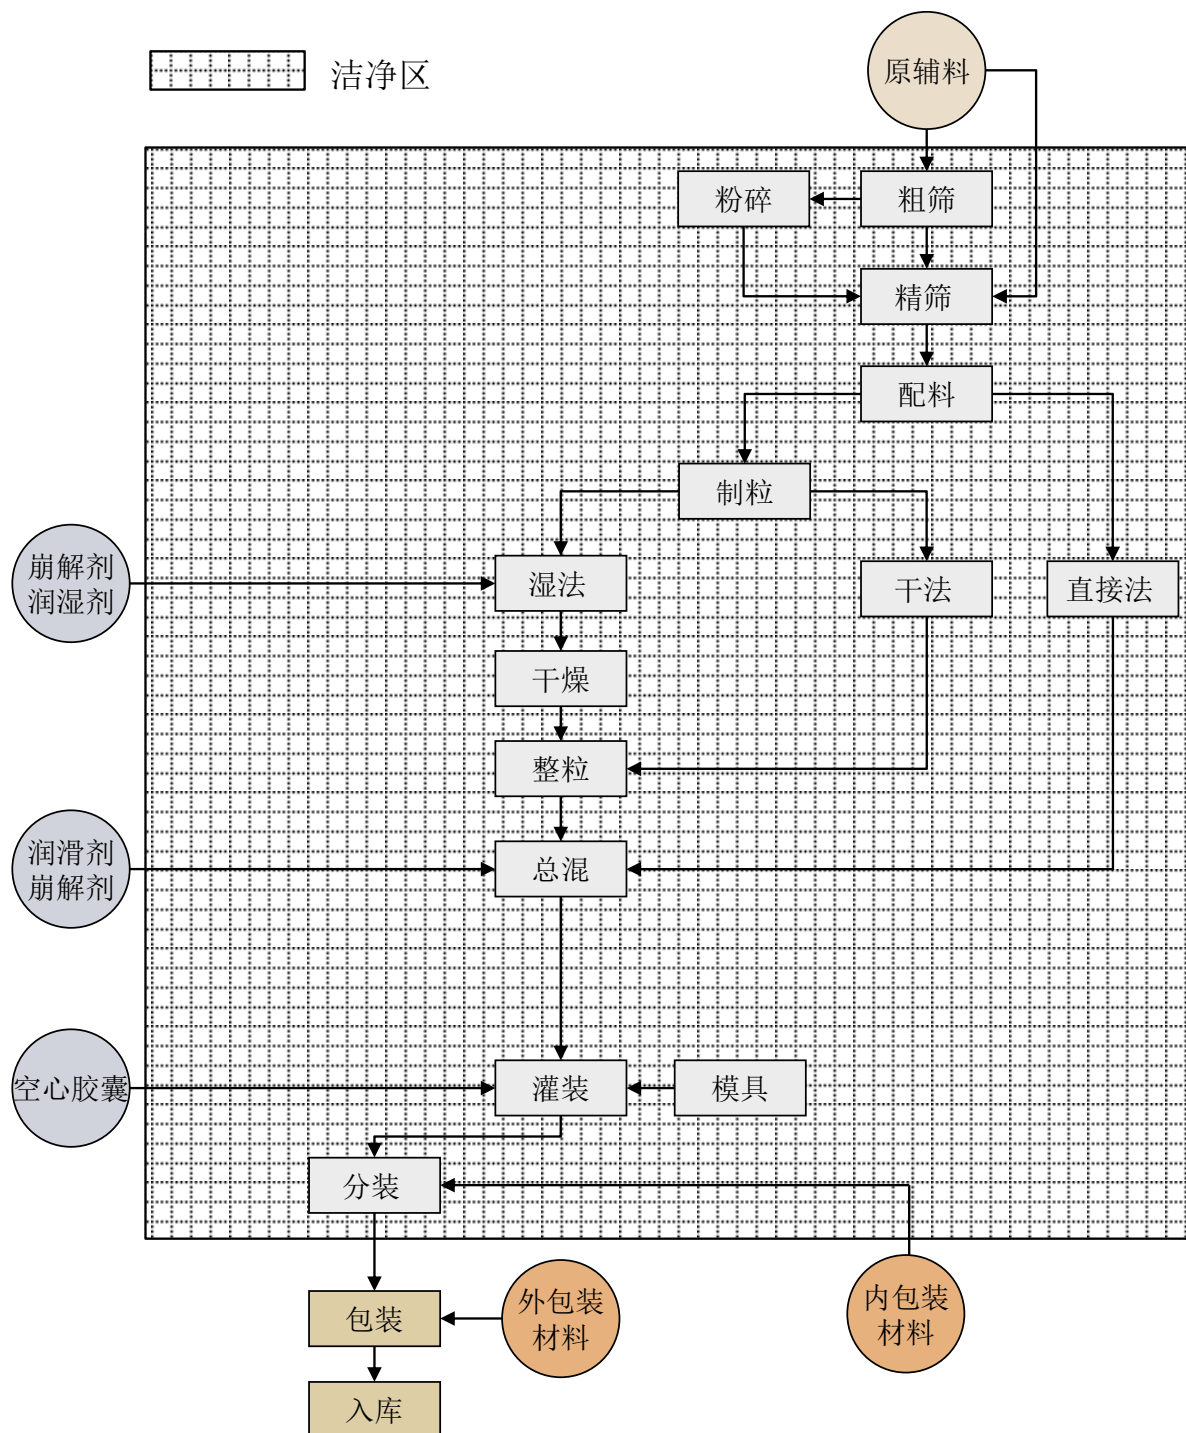 洁净区
原辅料
粉碎
粗筛
精筛
配料
制粒
崩解剂
润湿剂
湿法
干法
直接法
干燥
整粒
润滑剂
崩解剂
总混
空心胶囊
灌装
模具
分装
包装
外包装
材料
内包装
材料
入库